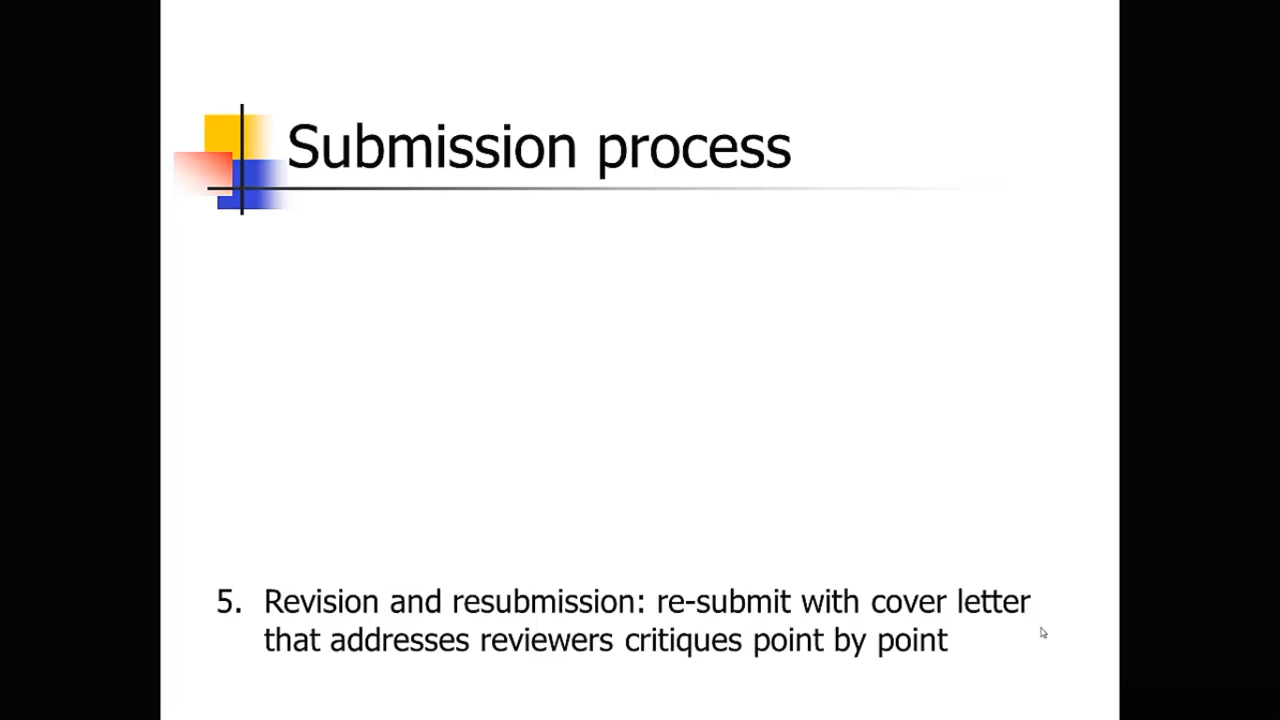 Submission process
5. Revision and resubmission: re-submit with cover letter
that addresses reviewers critiques point by point